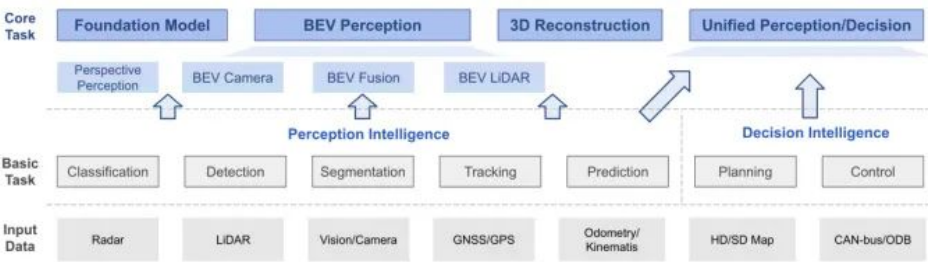 Core
Task
Foundation Model
BEV Perception
3D Reconstruction
Unified Perception/Decision
Perspective
Perception
BEV Camera
BEV Fusion
BEV LiDAR
Perception Intelligence
Decision Intelligence
Basic
Task
Classification
Detection
Segmentation
Tracking
Prediction
Planning
Control
Input
Data
Radar
LiDAR
Vision/Camera
GNSS/GPS
Odometry/
Kinematis
HD/SD Map
CAN-bus/ODB